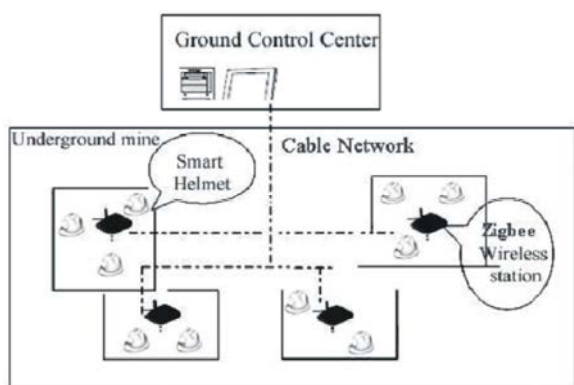 Ground Control Center
Underground mine
Cable Network
Smart
Helmet
Zigbee
Wireless
station